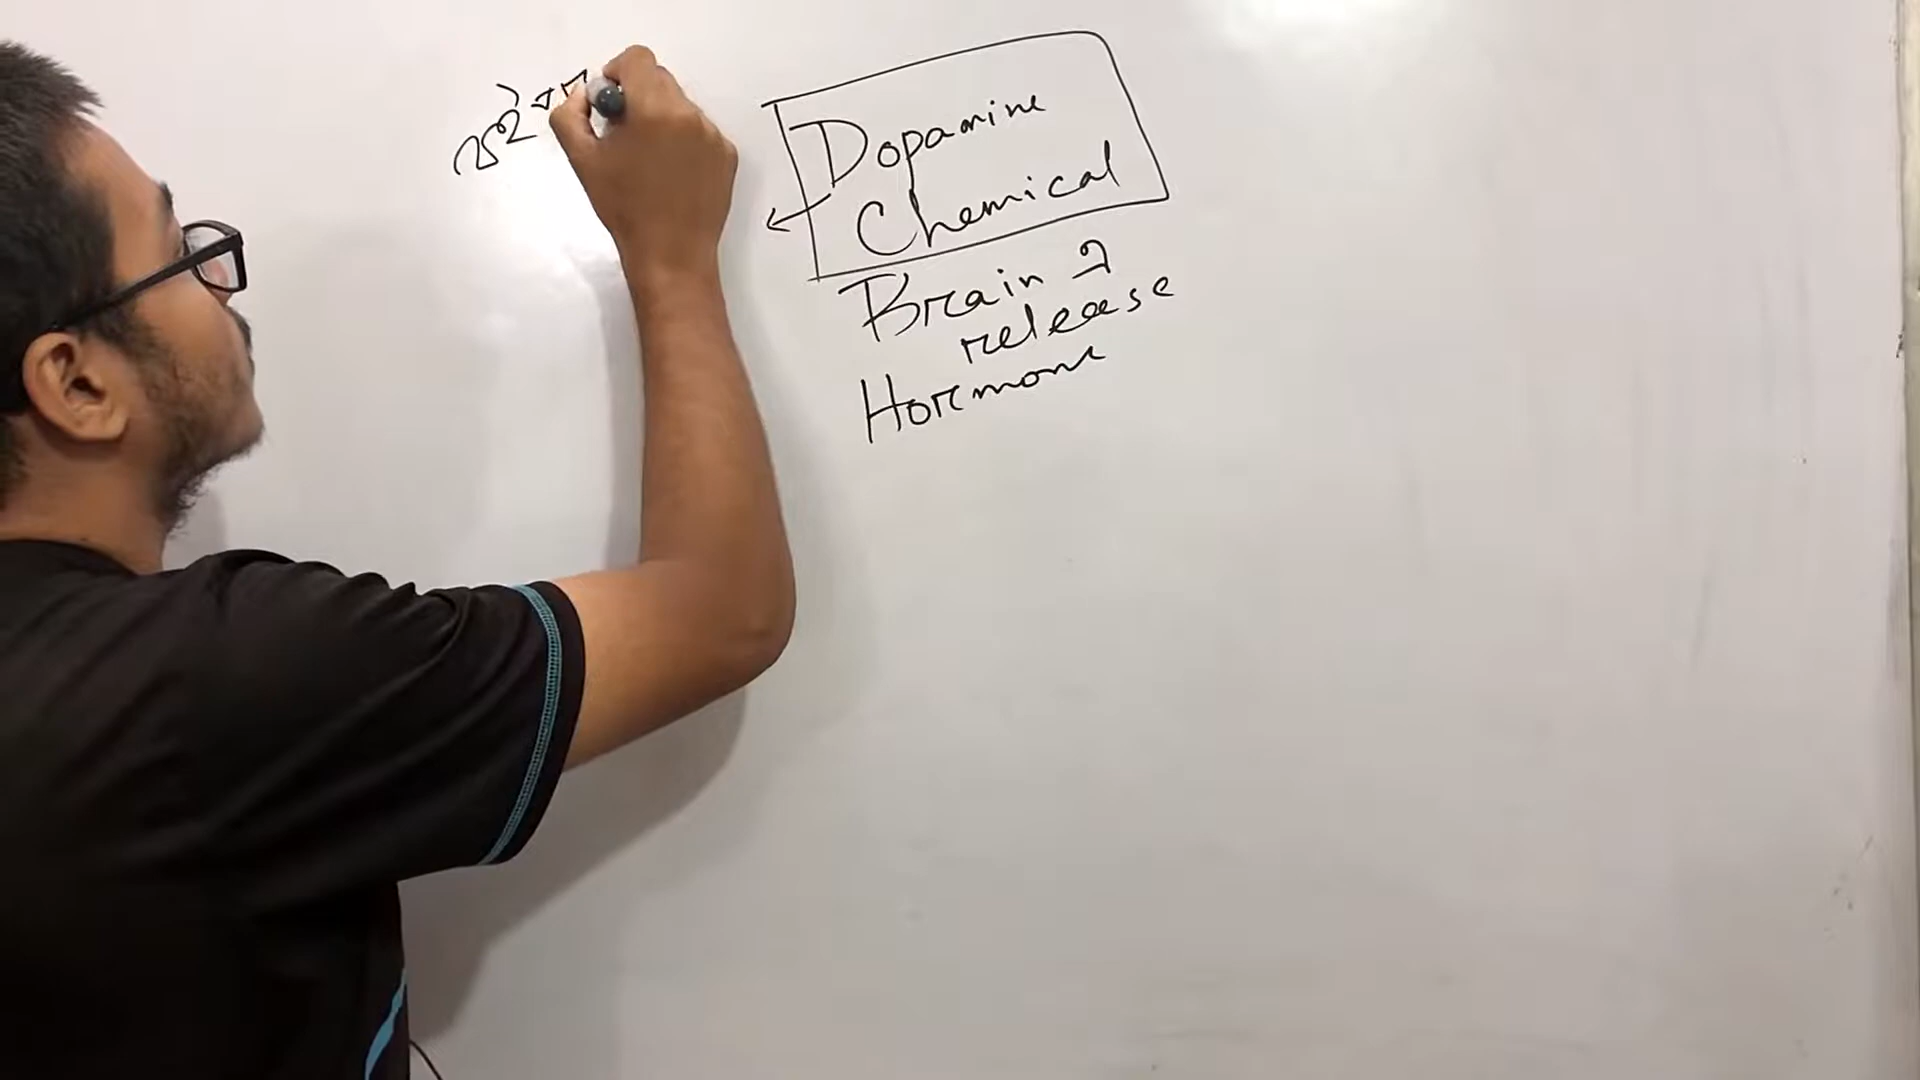 Dopamine
Chemical
Brain এ
release
Hormone